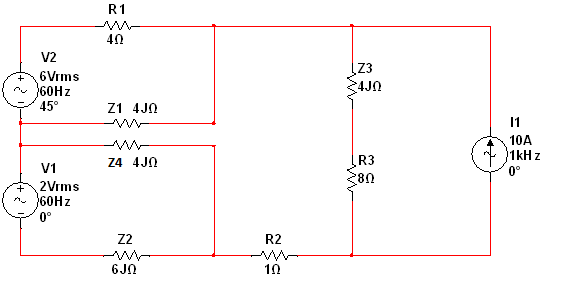 R1
4Ω
V2
6Vrms
60Hz
45°
Z1 4JΩ
Z4 4JΩ
V1
2Vrms
60Hz
0°
Z2
6JΩ
R2
1Ω
Z3
4JΩ
R3
8Ω
I1
10A
1kHz
0°